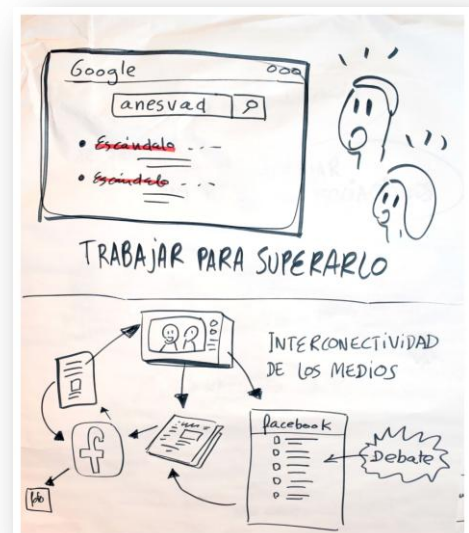 Google
anesvad
Escándalo
Escándalo
TRABAJAR PARA SUPERARLO
INTERCONECTIVIDAD
DE LOS MEDIOS
f
facebook
Debate